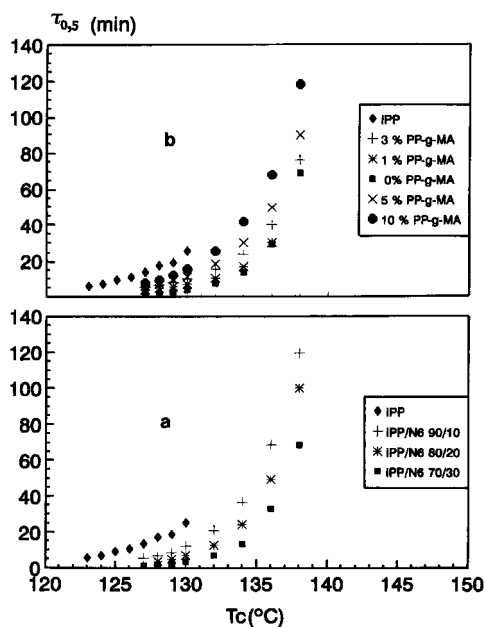 τ0,5 (min)
140
120
100
80
60
40
20
0
b
iPP
3 % PP-g-MA
1 % PP-g-MA
0% PP-g-MA
5 % PP-g-MA
10 % PP-g-MA
140
120
100
80
60
40
20
0
a
iPP
iPP/N6 90/10
iPP/N6 80/20
iPP/N6 70/30
120 125 130 135 140 145 150
Tc(°C)